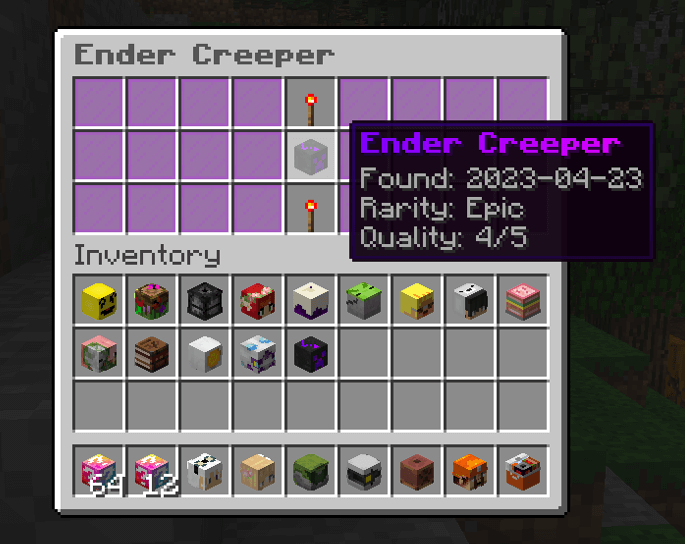 Ender Creeper
Ender Creeper
Found: 2023-04-23
Rarity: Epic
Quality: 4/5
Inventory
64 12